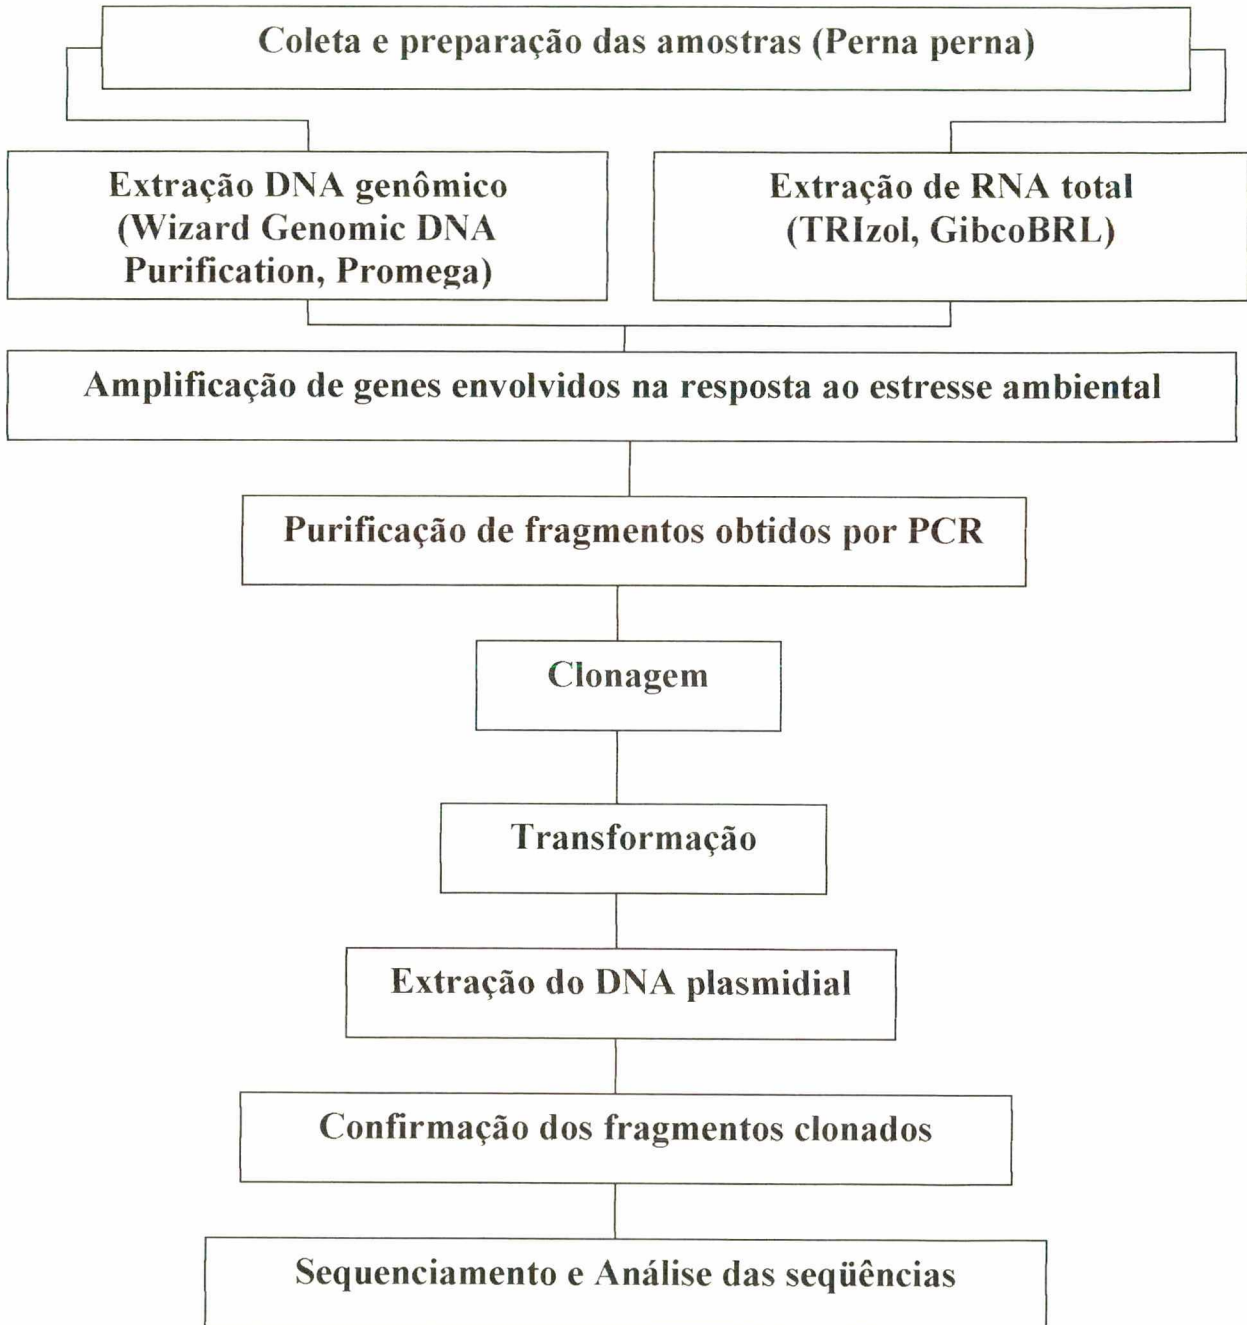 Coleta e preparação das amostras (Perna perna)
Extração DNA genômico
(Wizard Genomic DNA
Purification, Promega)
Extração de RNA total
(TRIzol, GibcoBRL)
Amplificação de genes envolvidos na resposta ao estresse ambiental
Purificação de fragmentos obtidos por PCR
Clonagem
Transformação
Extração do DNA plasmidial
Confirmação dos fragmentos clonados
Sequenciamento e Análise das seqüências